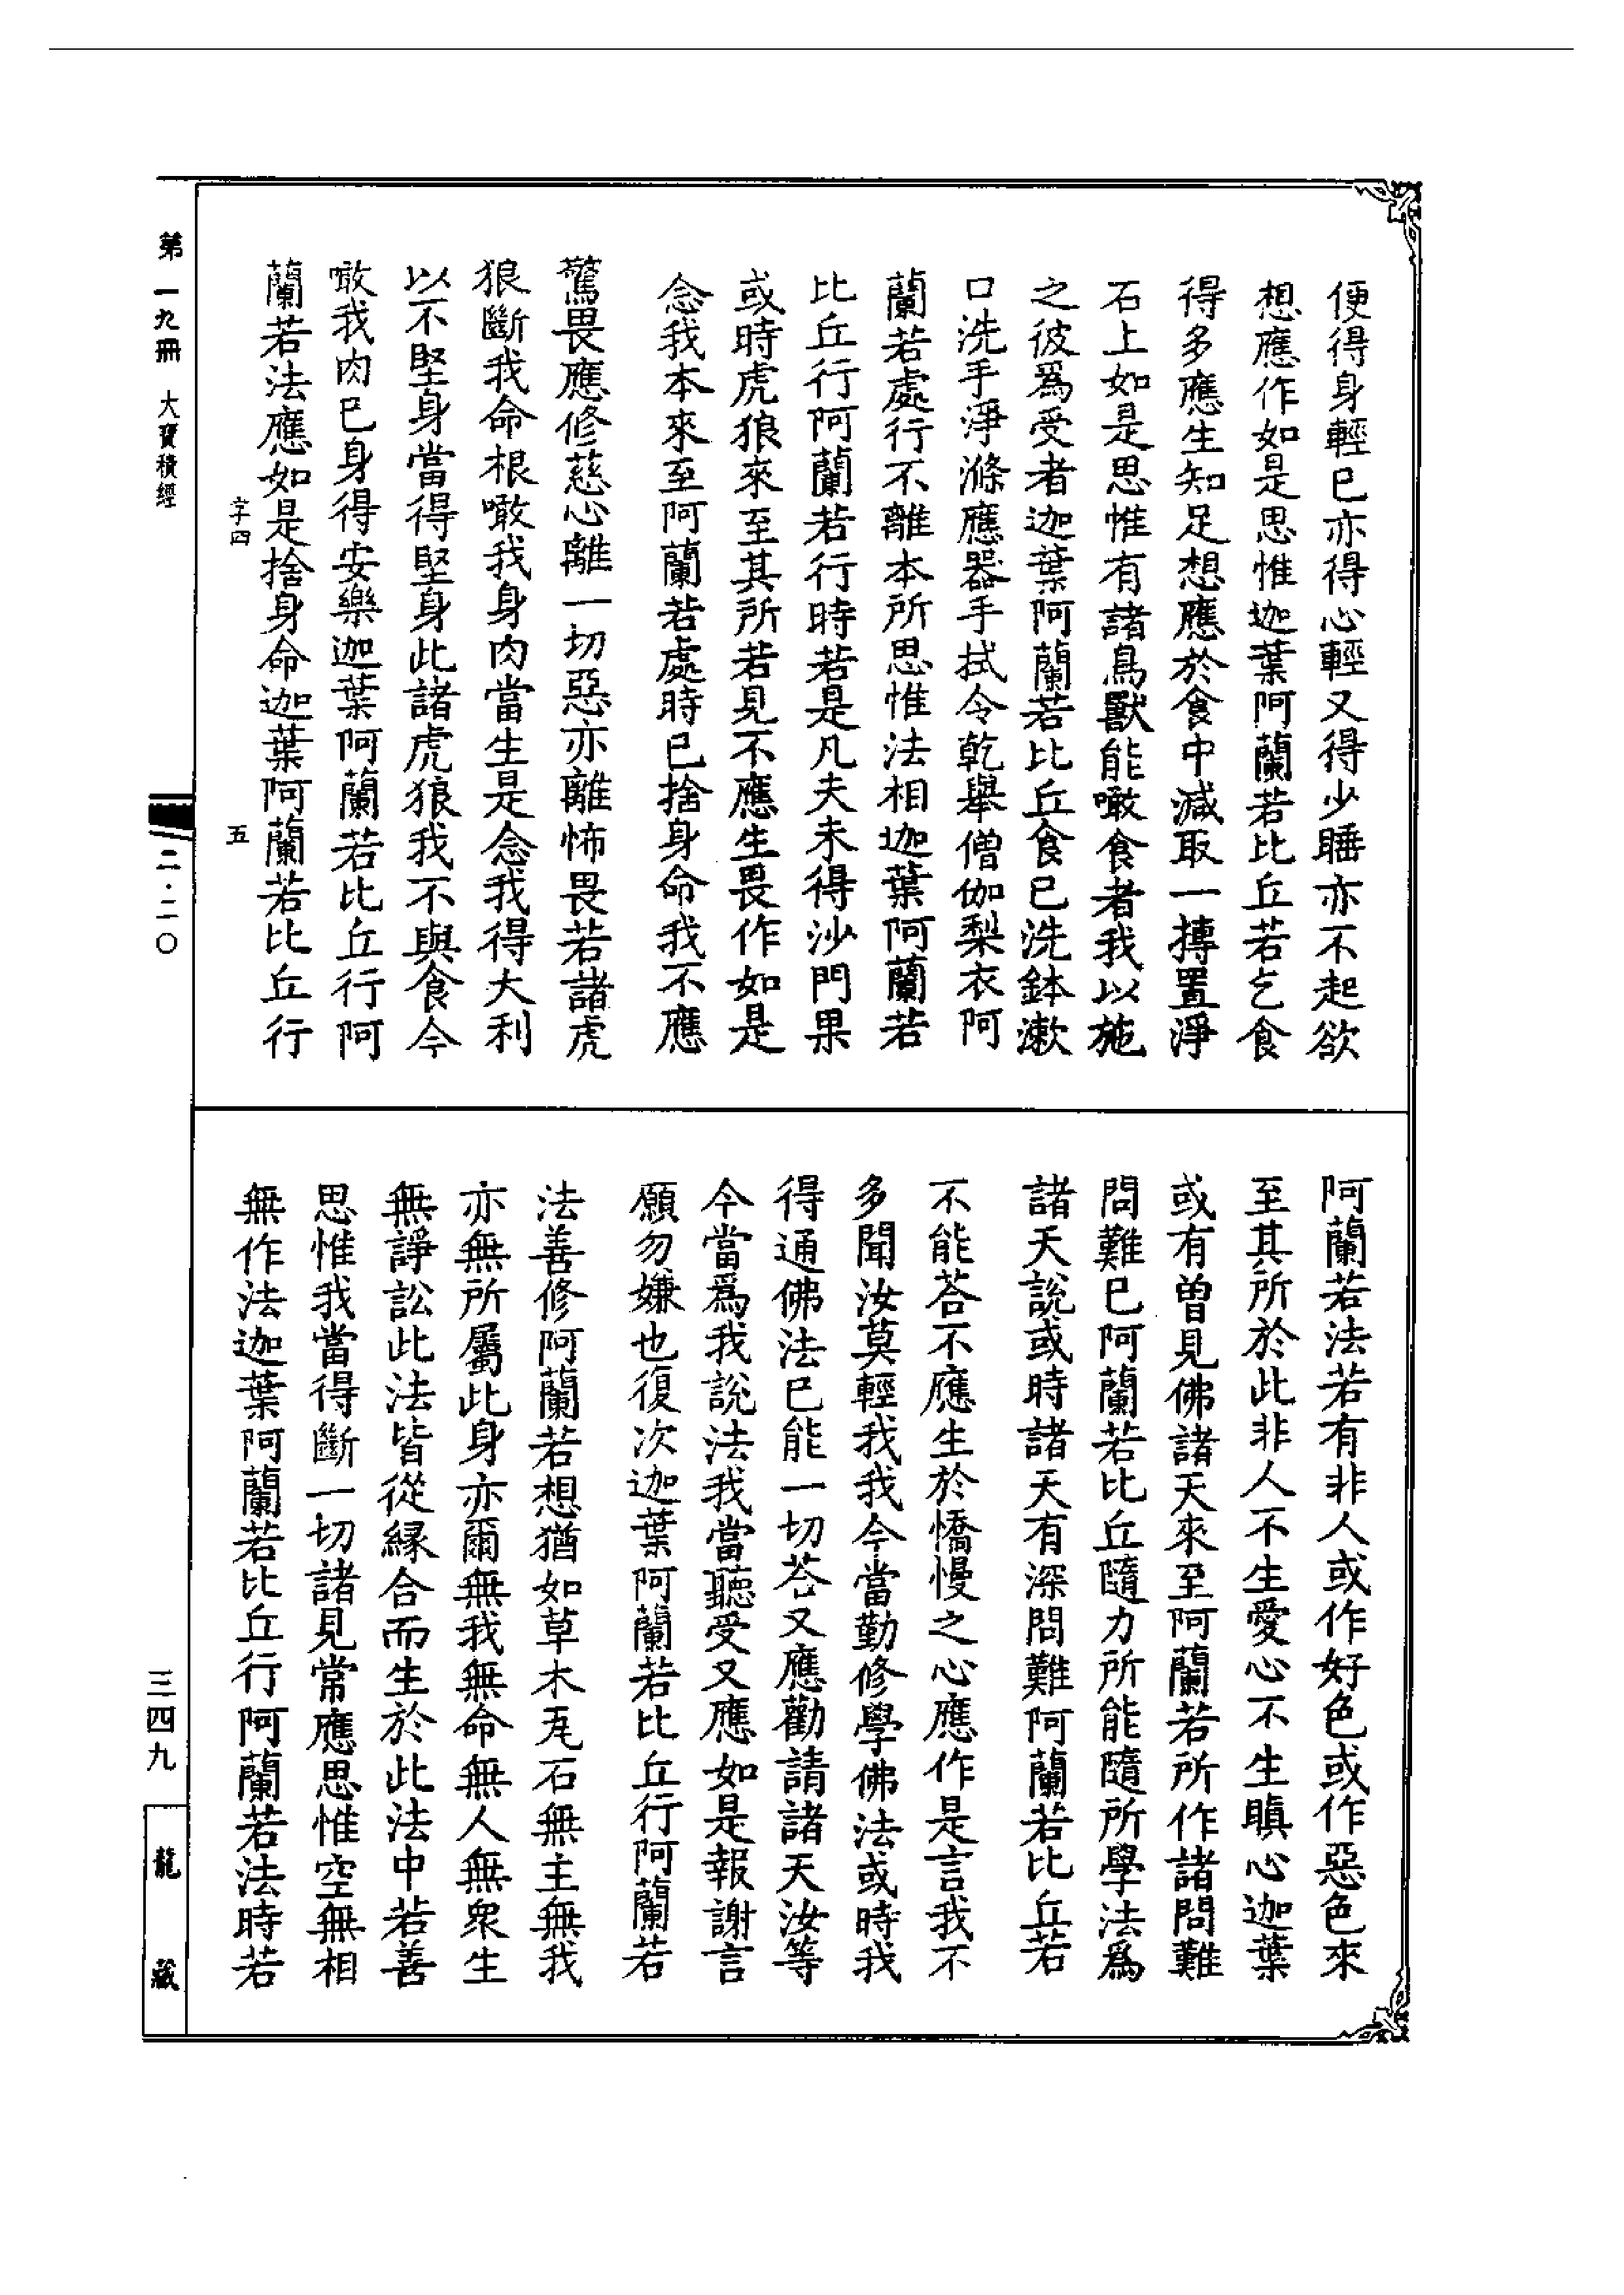 便得身輕已亦得心輕又得少睡亦不起欲
想應作如是思惟迦葉阿蘭若比丘若乞食
得多應生知足想應於食中減取一摶置淨
石上如是思惟有諸鳥獸能噉食者我以施
之彼爲受者迦葉阿蘭若比丘食已洗鉢漱
口洗手淨滌應器手拭令乾舉僧伽梨衣阿
蘭若處行不離本所思惟法相迦葉阿蘭若
比丘行阿蘭若行時若是凡夫未得沙門果
或時虎狼來至其所若見不應生畏作如是
念我本來至阿蘭若處時已捨身命我不應
驚畏應修慈心離一切惡亦離怖畏若諸虎
狼斷我命根噉我身肉當生是念我得大利
以不堅身當得堅身此諸虎狼我不與食今
噉我肉已身得安樂迦葉阿蘭若比丘行阿
蘭若法應如是捨身命迦葉阿蘭若比丘行
字四 五
阿蘭若法若有非人或作好色或作惡色來
至其所於此非人不生愛心不生瞋心迦葉
或有曾見佛諸天來至阿蘭若所作諸問難
問難已阿蘭若比丘隨力所能隨所學法爲
諸天說或時諸天有深問難阿蘭若比丘若
不能荅不應生於憍慢之心應作是言我不
多聞汝莫輕我我今當勤修學佛法或時我
得通佛法已能一切荅又應勸請諸天汝等
今當爲我說法我當聽受又應如是報謝言
願勿嫌也復次迦葉阿蘭若比丘行阿蘭若
法善修阿蘭若想猶如草木瓦石無主無我
亦無所屬此身亦爾無我無命無人無衆生
無諍訟此法皆從緣合而生於此法中若善
思惟我當得斷一切諸見常應思惟空無相
無作法迦葉阿蘭若比丘行阿蘭若法時若
第一九冊 大寶積經
二·二〇
三四九
龍藏